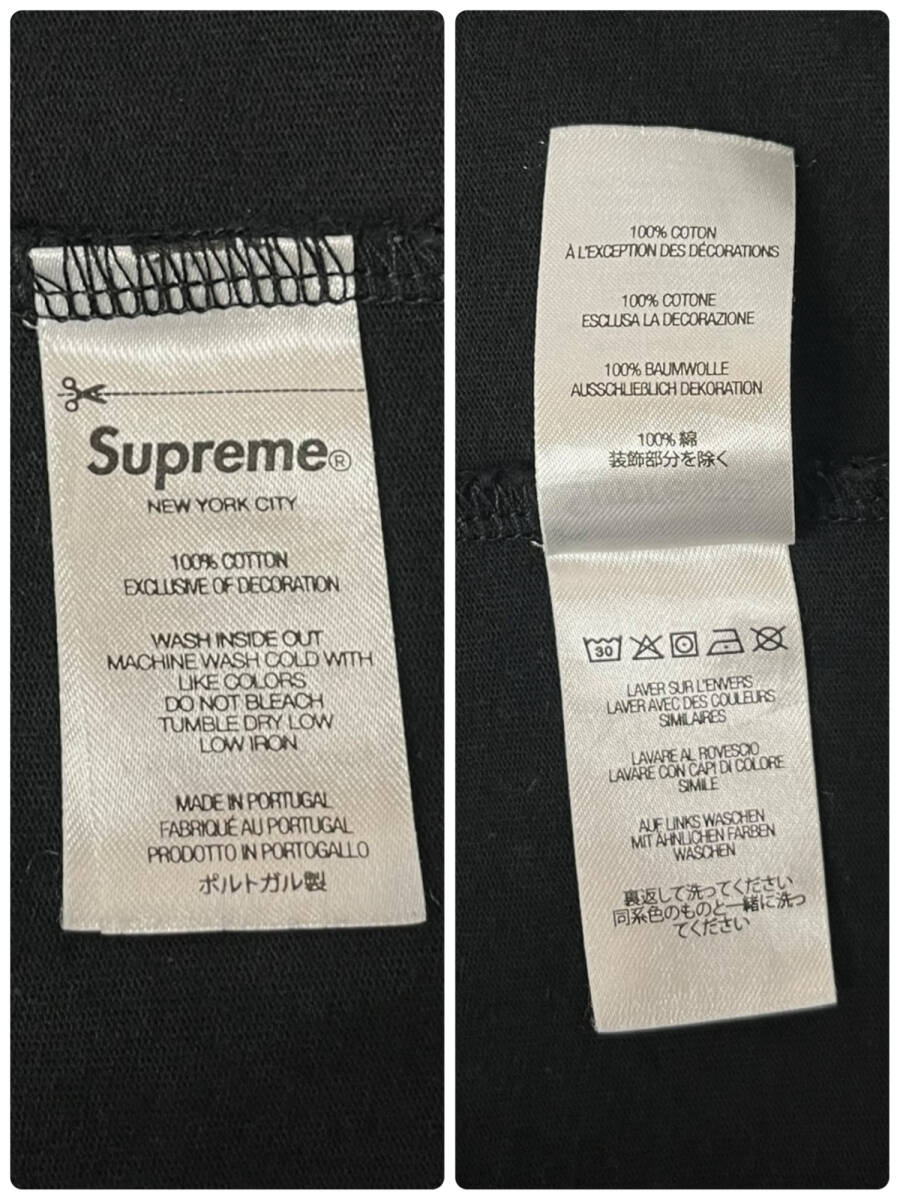 Supreme®
NEW YORK CITY
100% COTTON
EXCLUSIVE OF DECORATION
WASH INSIDE OUT
MACHINE WASH COLD WITH
LIKE COLORS
DO NOT BLEACH
TUMBLE DRY LOW
LOW IRON
MADE IN PORTUGAL
FABRIQUÉ AU PORTUGAL
PRODOTTO IN PORTOGALLO
ポルトガル製
100% COTON
À L'EXCEPTION DES DÉCORATIONS
100% COTONE
ESCLUSA LA DECORAZIONE
100% BAUMWOLLE
AUSSCHLIEBLICH DEKORATION
100% 綿
装飾部分を除く
30
LAVER SUR L'ENVERS
LAVER AVEC DES COULEURS
SIMILAIRES
LAVARE AL ROVESCIO
LAVARE CON CAPI DI COLORE
SIMILE
AUF LINKS WASCHEN
MIT ÄHNLICHEN FARBEN
WASCHEN
裏返して洗ってください
同系色のものと一緒に洗っ
てください